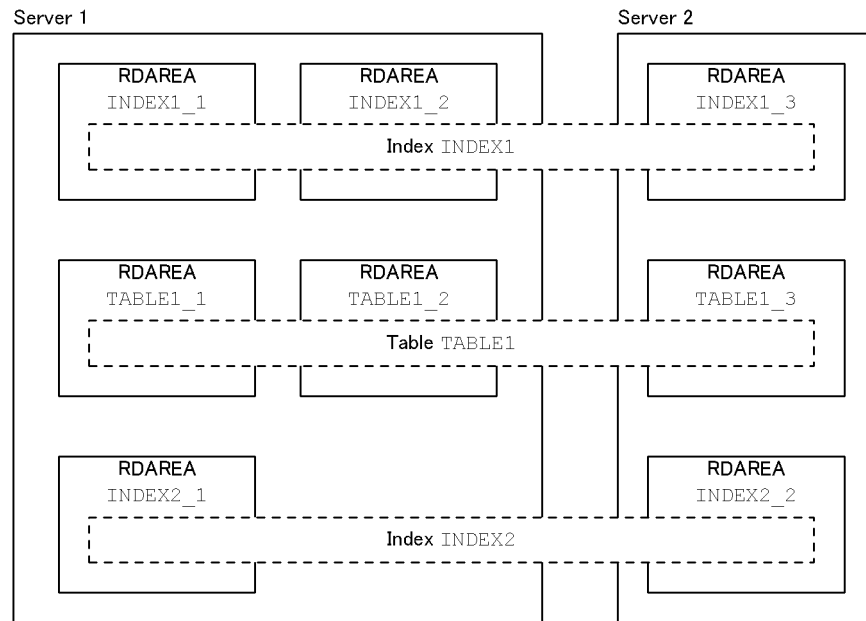 Server 1
Server 2
RDAREA
INDEX1_1
RDAREA
INDEX1_2
RDAREA
INDEX1_3
Index INDEX1
RDAREA
TABLE1_1
RDAREA
TABLE1_2
RDAREA
TABLE1_3
Table TABLE1
RDAREA
INDEX2_1
RDAREA
INDEX2_2
Index INDEX2